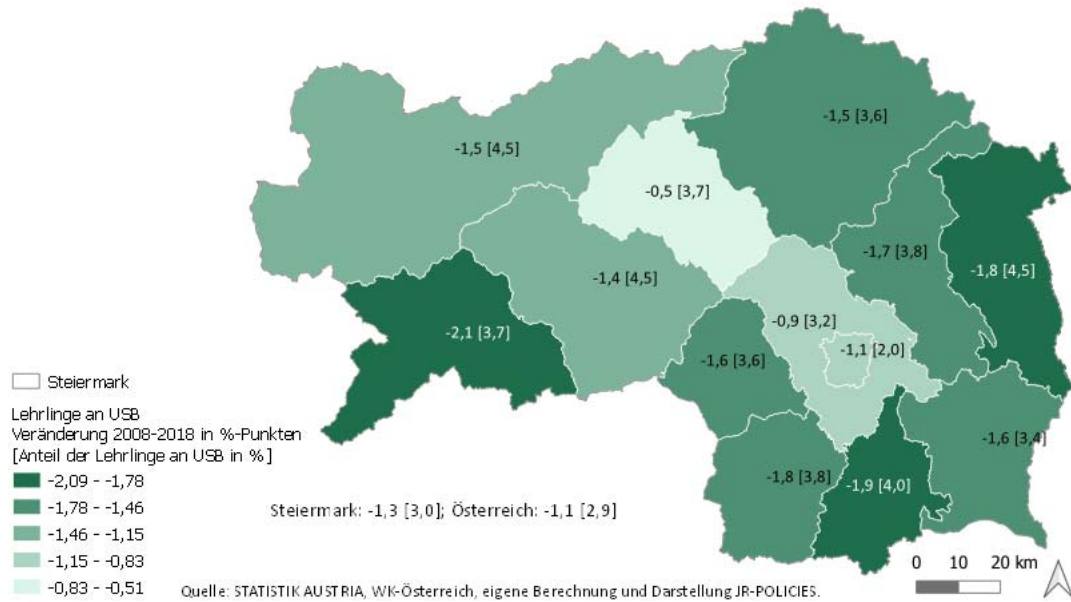 -1,5 [3,6]
-1,5 [4,5]
-0,5 [3,7]
-1,7 [3,8]
-1,8 [4,5]
-1,4 [4,5]
-0,9 [3,2]
-2,1 [3,7]
-1,1 [2,0]
-1,6 [3,6]
-1,6 [3,4]
-1,8 [3,8]
-1,9 [4,0]
Steiermark
Lehrlinge an USB
Veränderung 2008-2018 in %-Punkten
[Anteil der Lehrlinge an USB in %]
-2,09 - -1,78
-1,78 - -1,46
-1,46 - -1,15
-1,15 - -0,83
-0,83 - -0,51
Steiermark: -1,3 [3,0]; Österreich: -1,1 [2,9]
0 10 20 km
Quelle: STATISTIK AUSTRIA, WK-Österreich, eigene Berechnung und Darstellung JR-POLICIES.